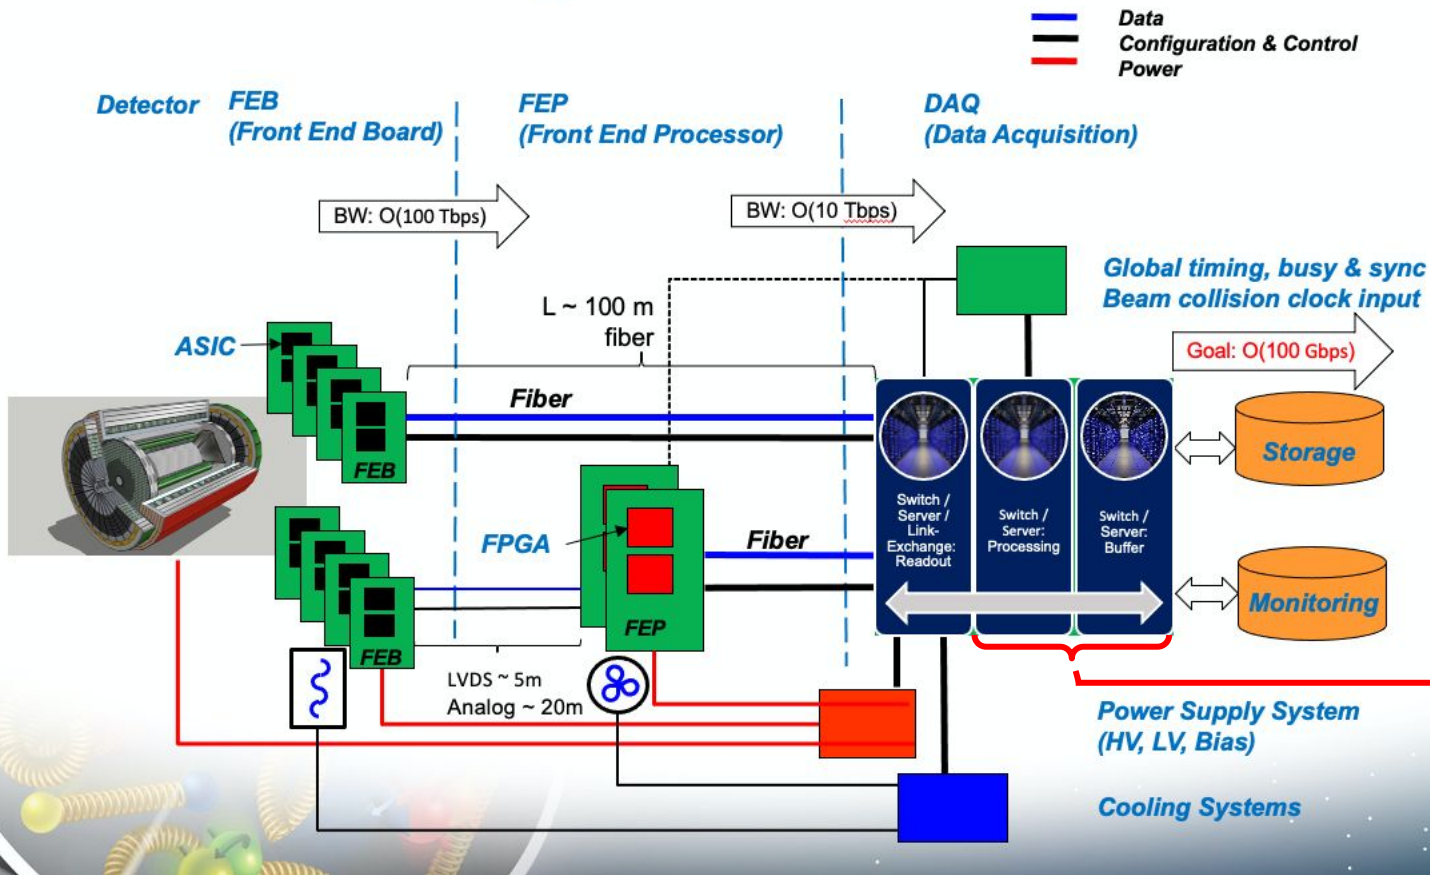 Data
Configuration & Control
Power
Detector
FEB
(Front End Board)
FEP
(Front End Processor)
DAQ
(Data Acquisition)
BW: O(100 Tbps)
BW: O(10 Tbps)
Global timing, busy & sync
Beam collision clock input
L ~ 100 m
fiber
Goal: O(100 Gbps)
ASIC
Fiber
FEB
Storage
Switch /
Server /
Link-
Exchange:
Readout
Switch /
Server:
Processing
Switch /
Server:
Buffer
FPGA
Fiber
Monitoring
FEP
FEB
LVDS ~ 5m
Analog ~ 20m
Power Supply System
(HV, LV, Bias)
Cooling Systems